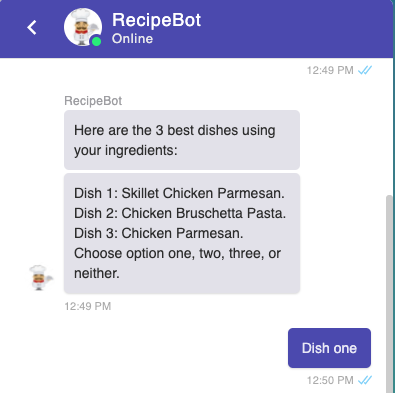 RecipeBot
Online
12:49 PM
RecipeBot
Here are the 3 best dishes using
your ingredients:
Dish 1: Skillet Chicken Parmesan.
Dish 2: Chicken Bruschetta Pasta.
Dish 3: Chicken Parmesan.
Choose option one, two, three, or
neither.
12:49 PM
Dish one
12:50 PM